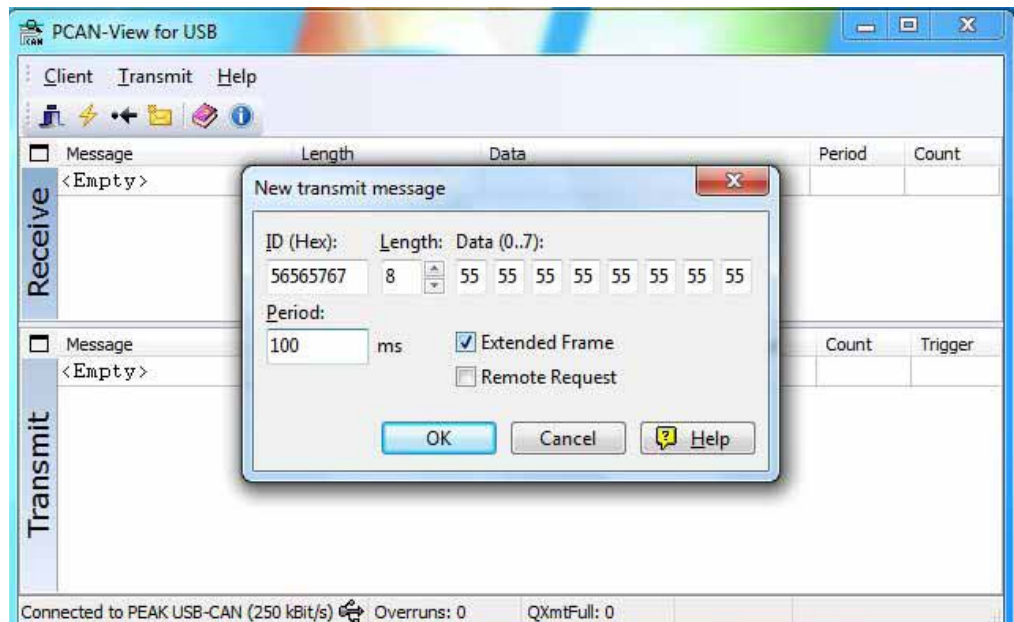 PCAN-View for USB
Client Transmit Help
Message Length Data Period Count
<Empty>
Receive
New transmit message
ID (Hex): Length: Data (0..7):
56565767 8 55 55 55 55 55 55 55 55
Period:
100 ms Extended Frame
Remote Request
OK Cancel Help
Message Count Trigger
<Empty>
Transmit
Connected to PEAK USB-CAN (250 kBit/s) Overruns: 0 QXmtFull: 0